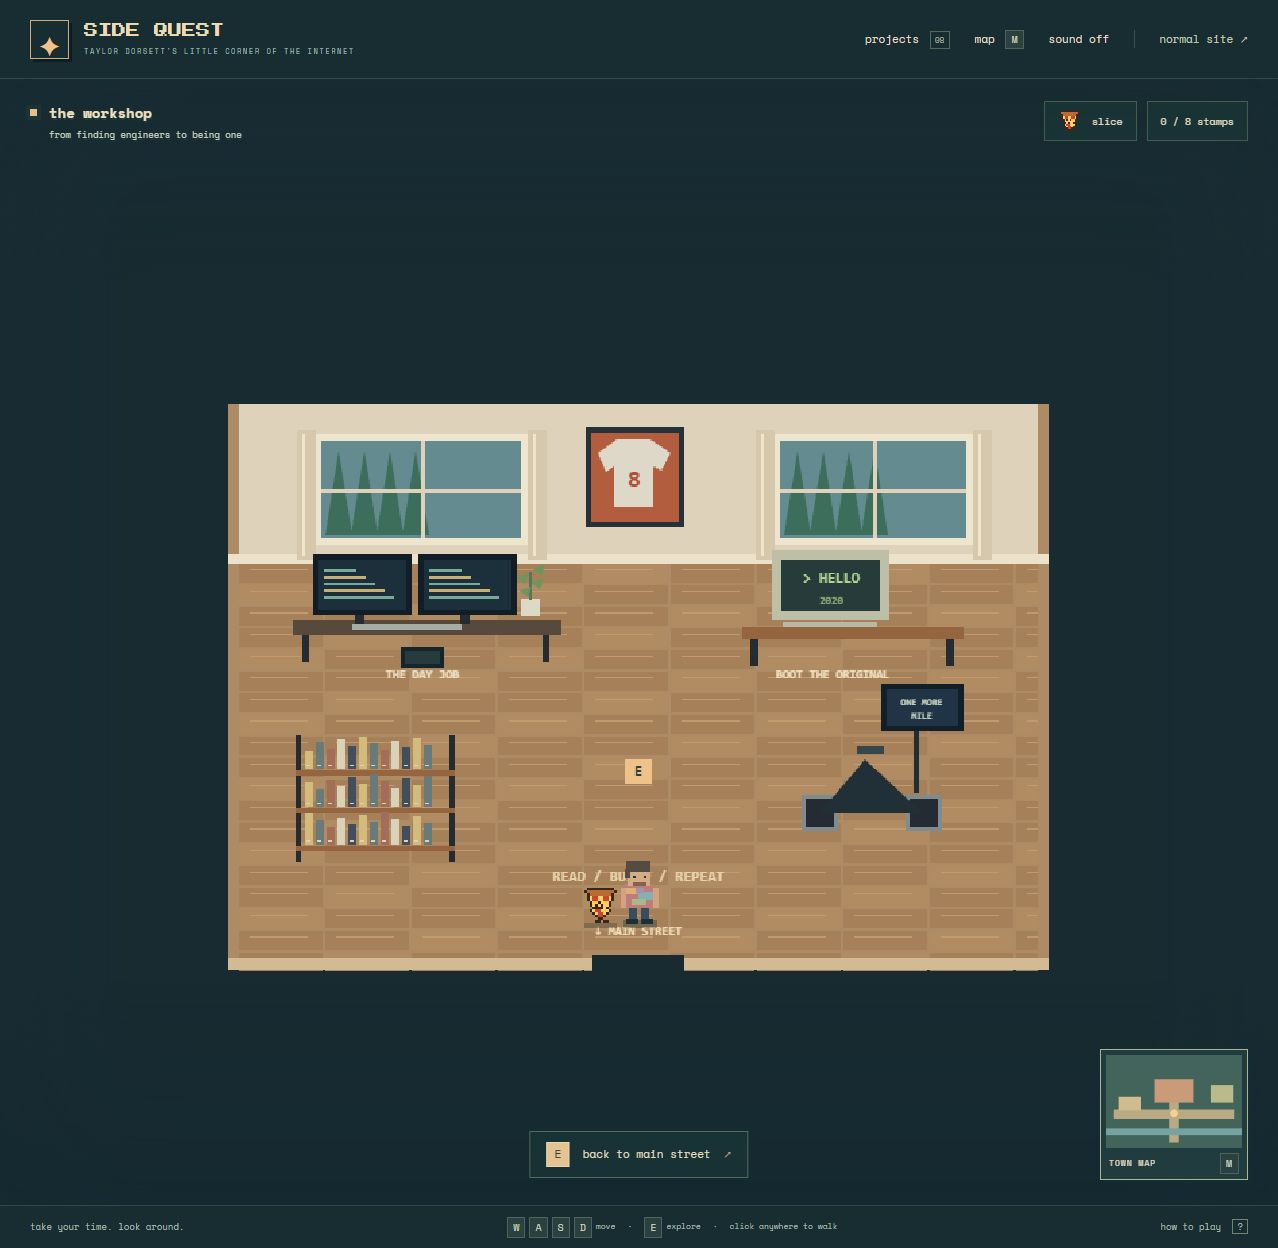 SIDE QUEST
TAYLOR DORSETT'S LITTLE CORNER OF THE INTERNET
projects 08 map M sound off normal site ↗
the workshop
from finding engineers to being one
slice
0 / 8 stamps
8
> HELLO
2020
THE DAY JOB
BOOT THE ORIGINAL
ONE MORE
MILE
E
READ / / REPEAT
↓ MAIN STREET
E back to main street ↗
TOWN MAP M
take your time. look around.
W A S D move · E explore · click anywhere to walk
how to play ?